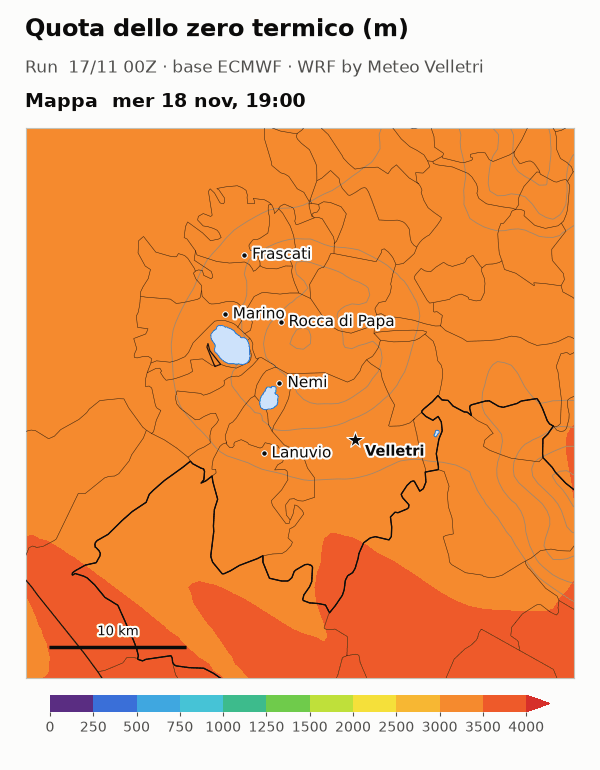 Quota dello zero termico (m)
Run  17/11 00Z · base ECMWF · WRF by Meteo Velletri
Mappa  mer 18 nov, 19:00
Frascati
Marino
Rocca di Papa
Nemi
Velletri
Lanuvio
10 km
0 250 500 750 1000 1250 1500 2000 2500 3000 3500 4000